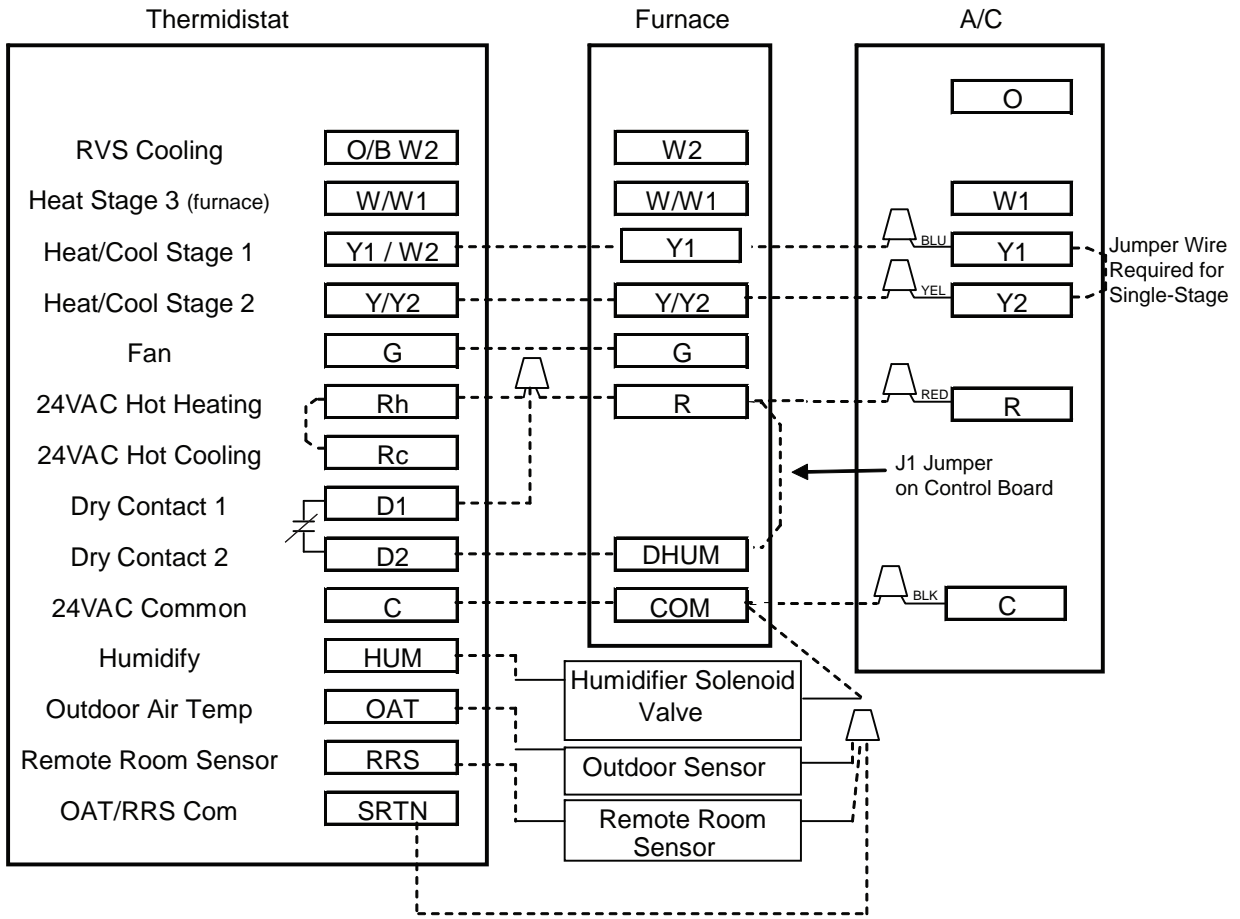 Thermidistat Furnace A/C
O
RVS Cooling O/B W2 W2
Heat Stage 3 (furnace) W/W1 W/W1 W1
Heat/Cool Stage 1 Y1 / W2 Y1 BLU Y1
Heat/Cool Stage 2 Y/Y2 Y/Y2 YEL Y2
Jumper Wire
Required for
Single-Stage
Fan G G
24VAC Hot Heating Rh R RED R
24VAC Hot Cooling Rc
J1 Jumper
on Control Board
Dry Contact 1 D1
Dry Contact 2 D2 DHUM
24VAC Common C COM BLK C
Humidify HUM
Humidifier Solenoid
Valve
Outdoor Air Temp OAT
Outdoor Sensor
Remote Room Sensor RRS
Remote Room
Sensor
OAT/RRS Com SRTN